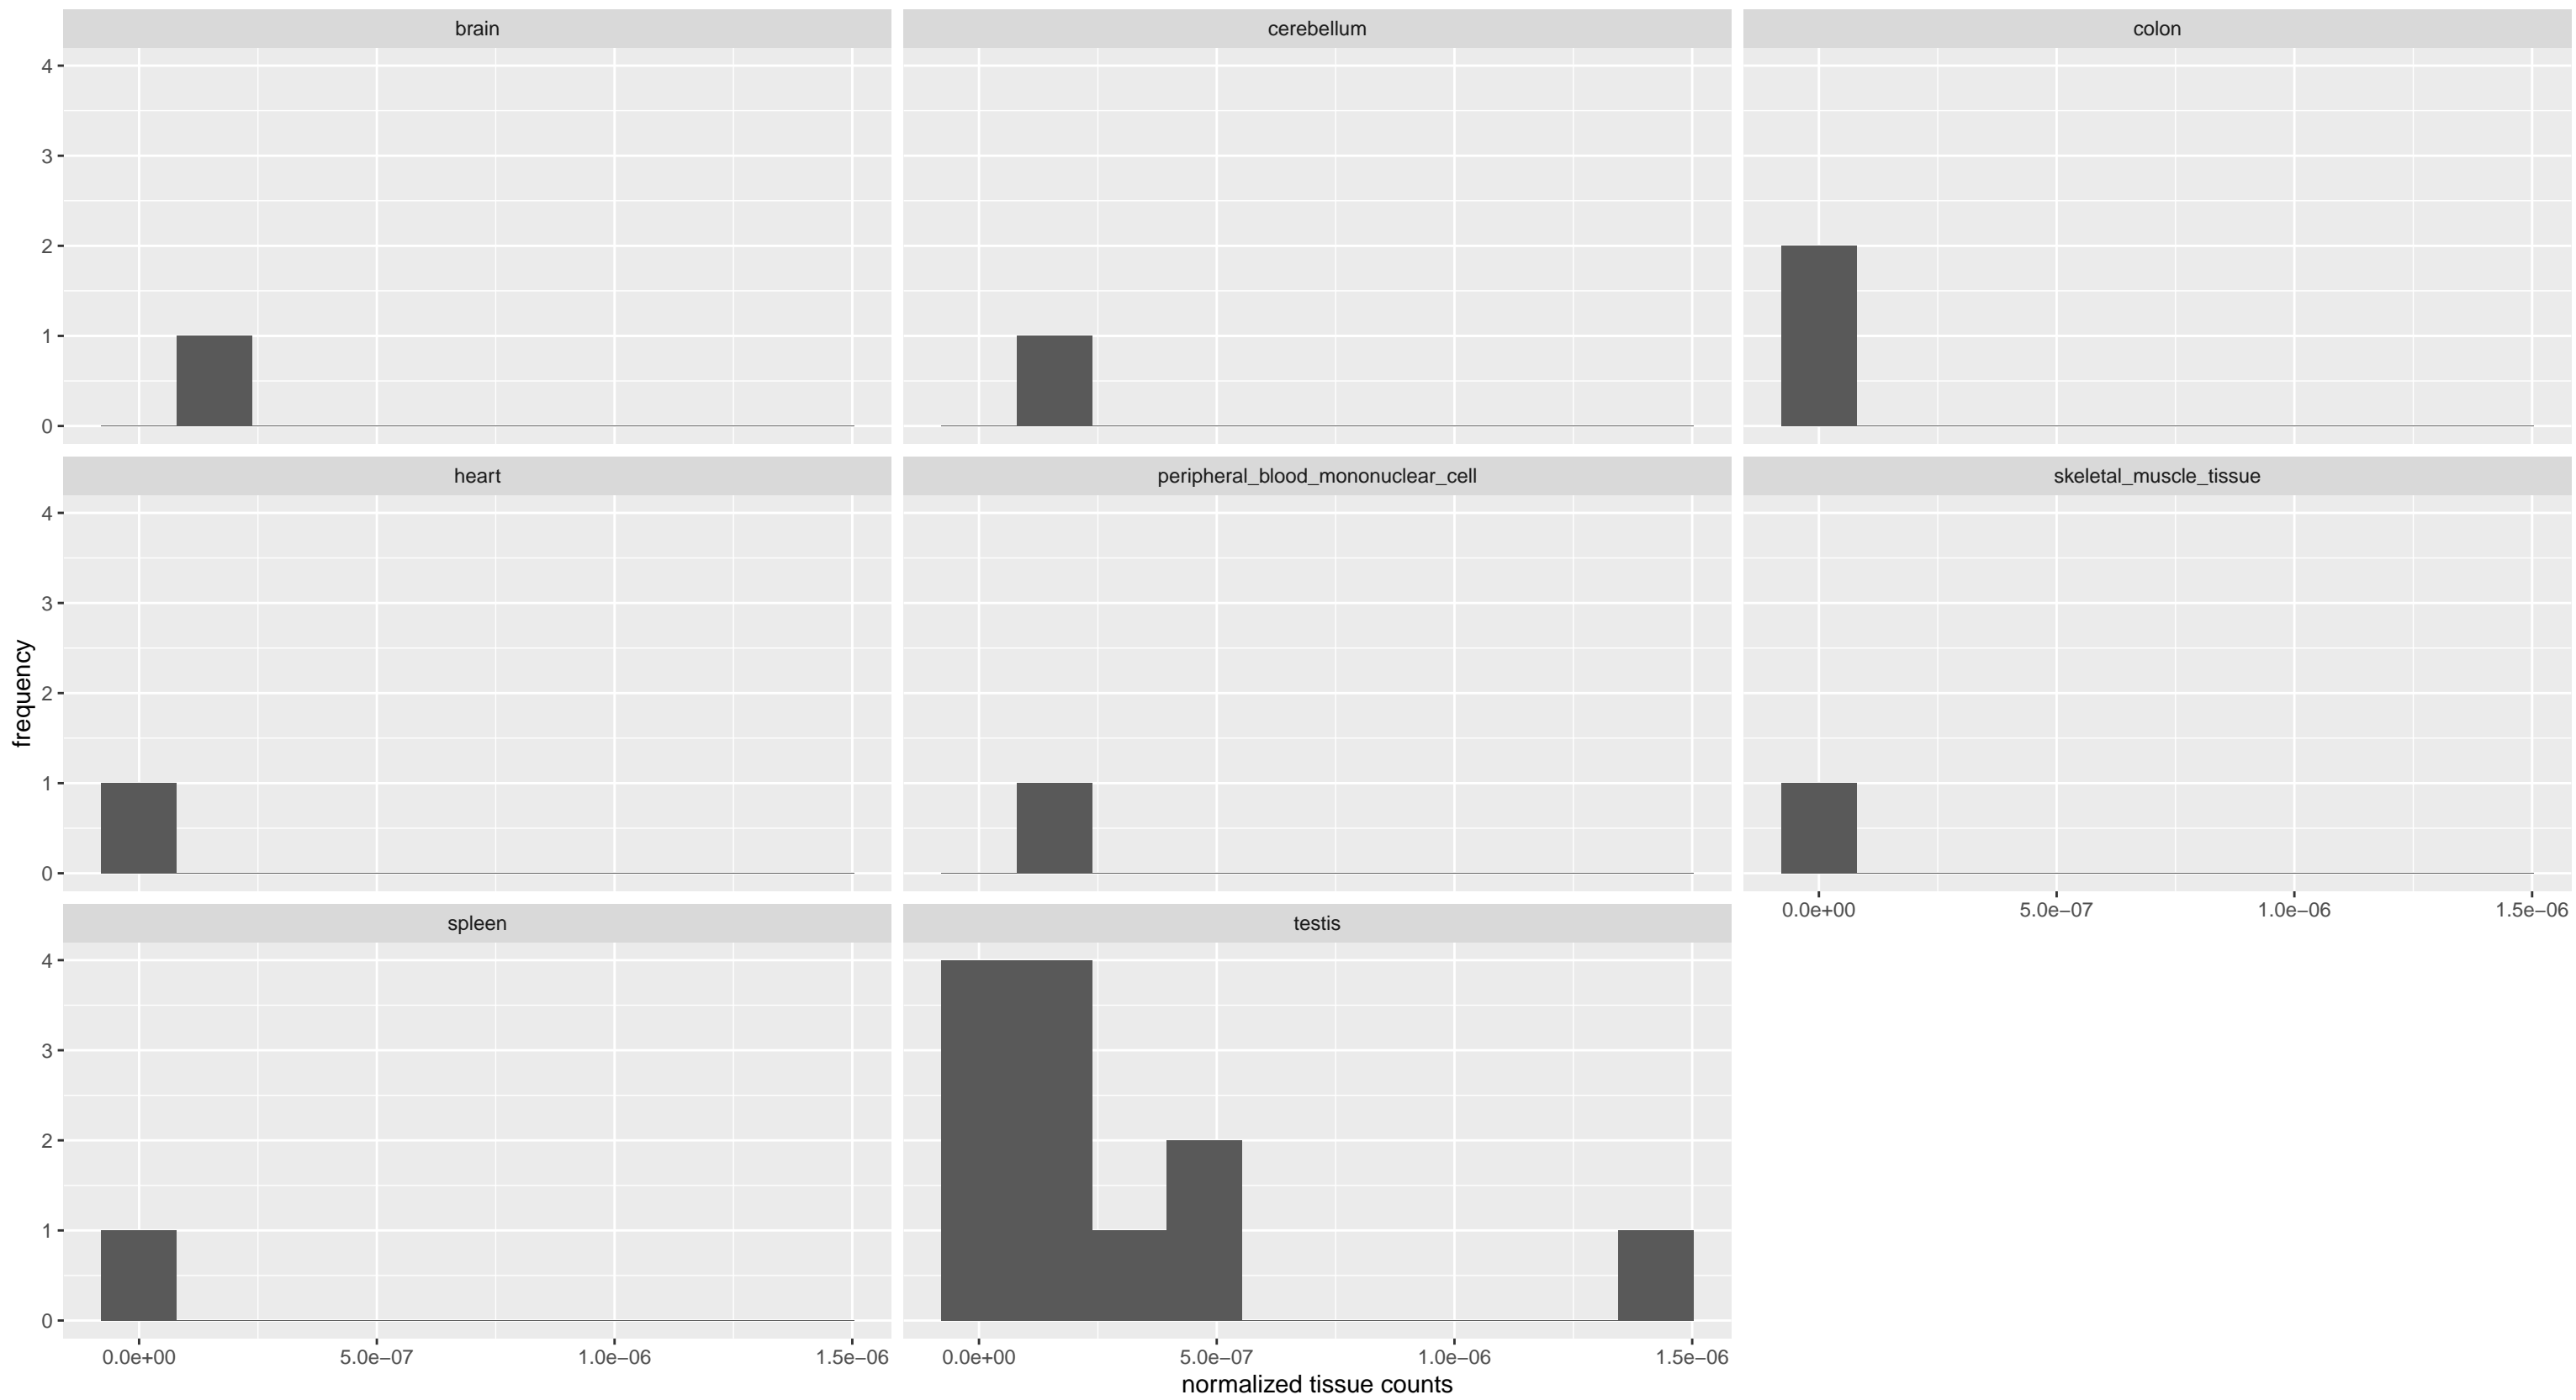 brain
cerebellum
colon
4
3
2
1
0
heart
peripheral_blood_mononuclear_cell
skeletal_muscle_tissue
4
3
2
1
0
0.0e+00
5.0e−07
1.0e−06
1.5e−06
spleen
testis
4
3
2
1
0
0.0e+00
5.0e−07
1.0e−06
1.5e−06
0.0e+00
5.0e−07
1.0e−06
1.5e−06
frequency
normalized tissue counts